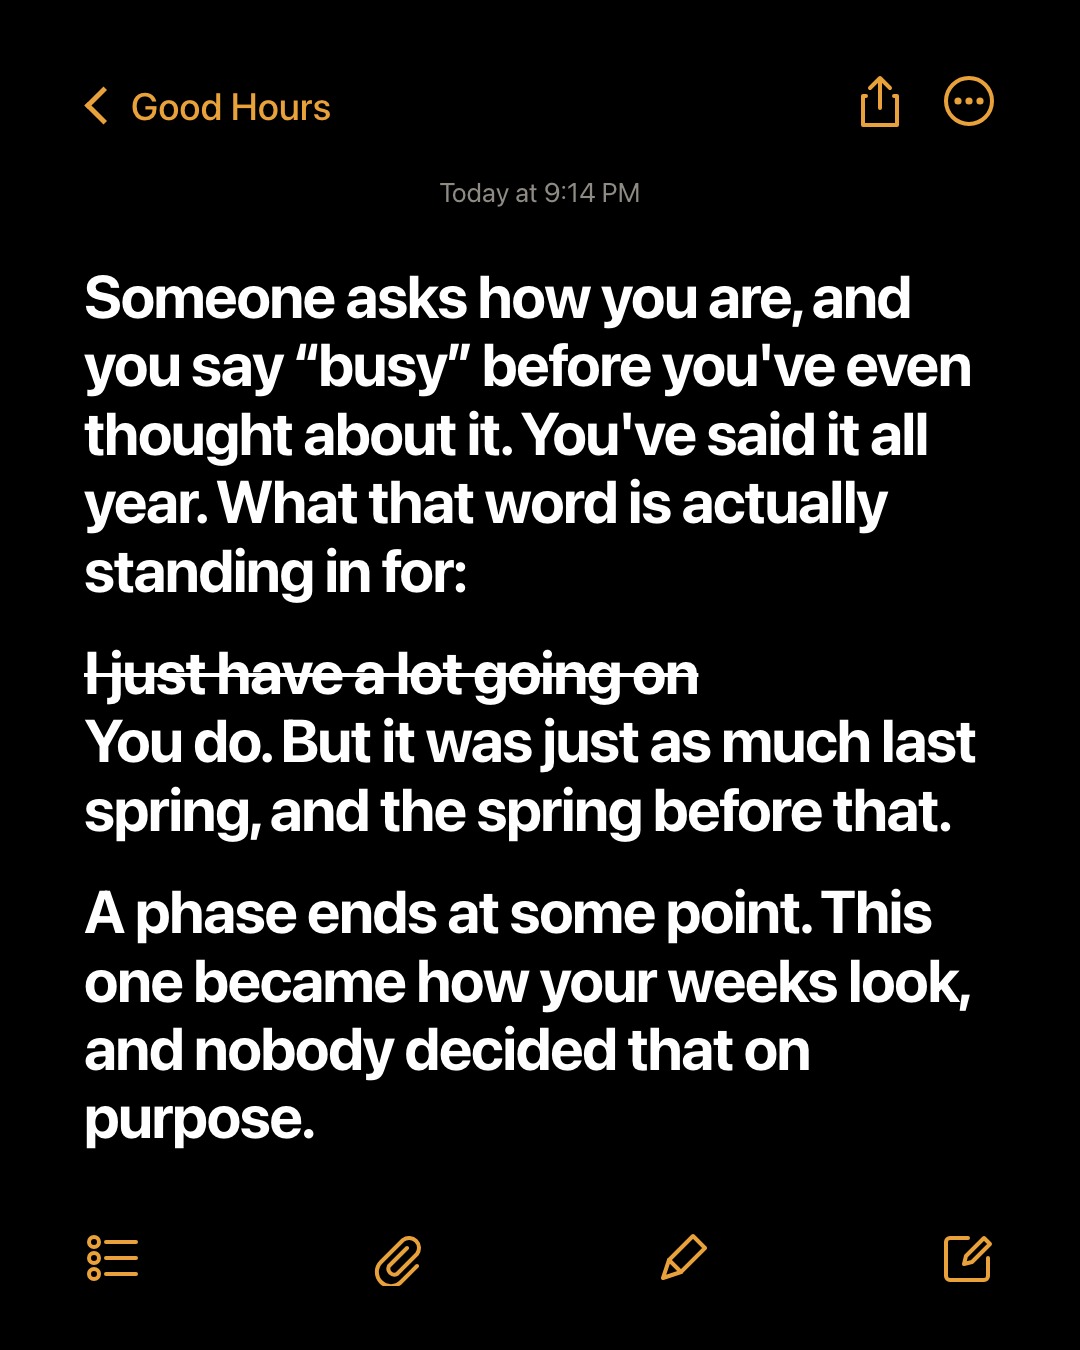 Good Hours
Today at 9:14 PM
Someone asks how you are, and
you say “busy” before you've even
thought about it. You've said it all
year. What that word is actually
standing in for:
I just have a lot going on
You do. But it was just as much last
spring, and the spring before that.
A phase ends at some point. This
one became how your weeks look,
and nobody decided that on
purpose.